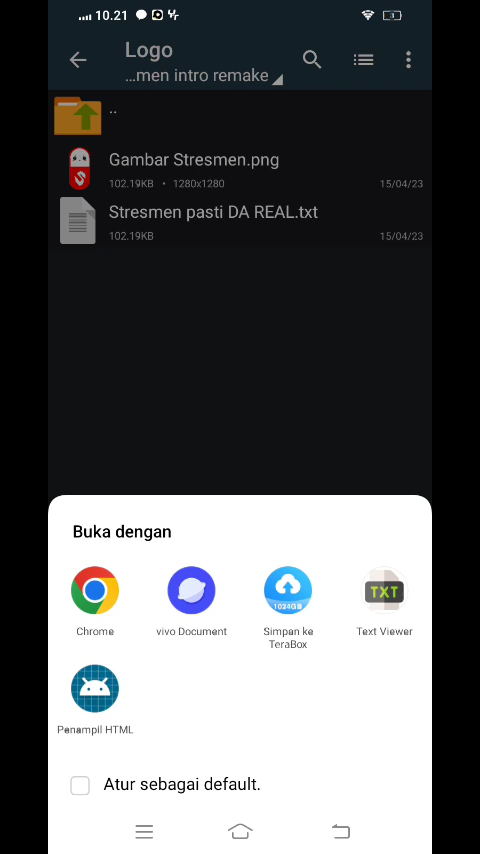 10.21
Logo
...men intro remake
..
Gambar Stresmen.png
102.19KB • 1280x1280 15/04/23
Stresmen pasti DA REAL.txt
102.19KB 15/04/23
Buka dengan
1024GB
TXT
Chrome
vivo Document
Simpan ke
TeraBox
Text Viewer
Penampil HTML
Atur sebagai default.